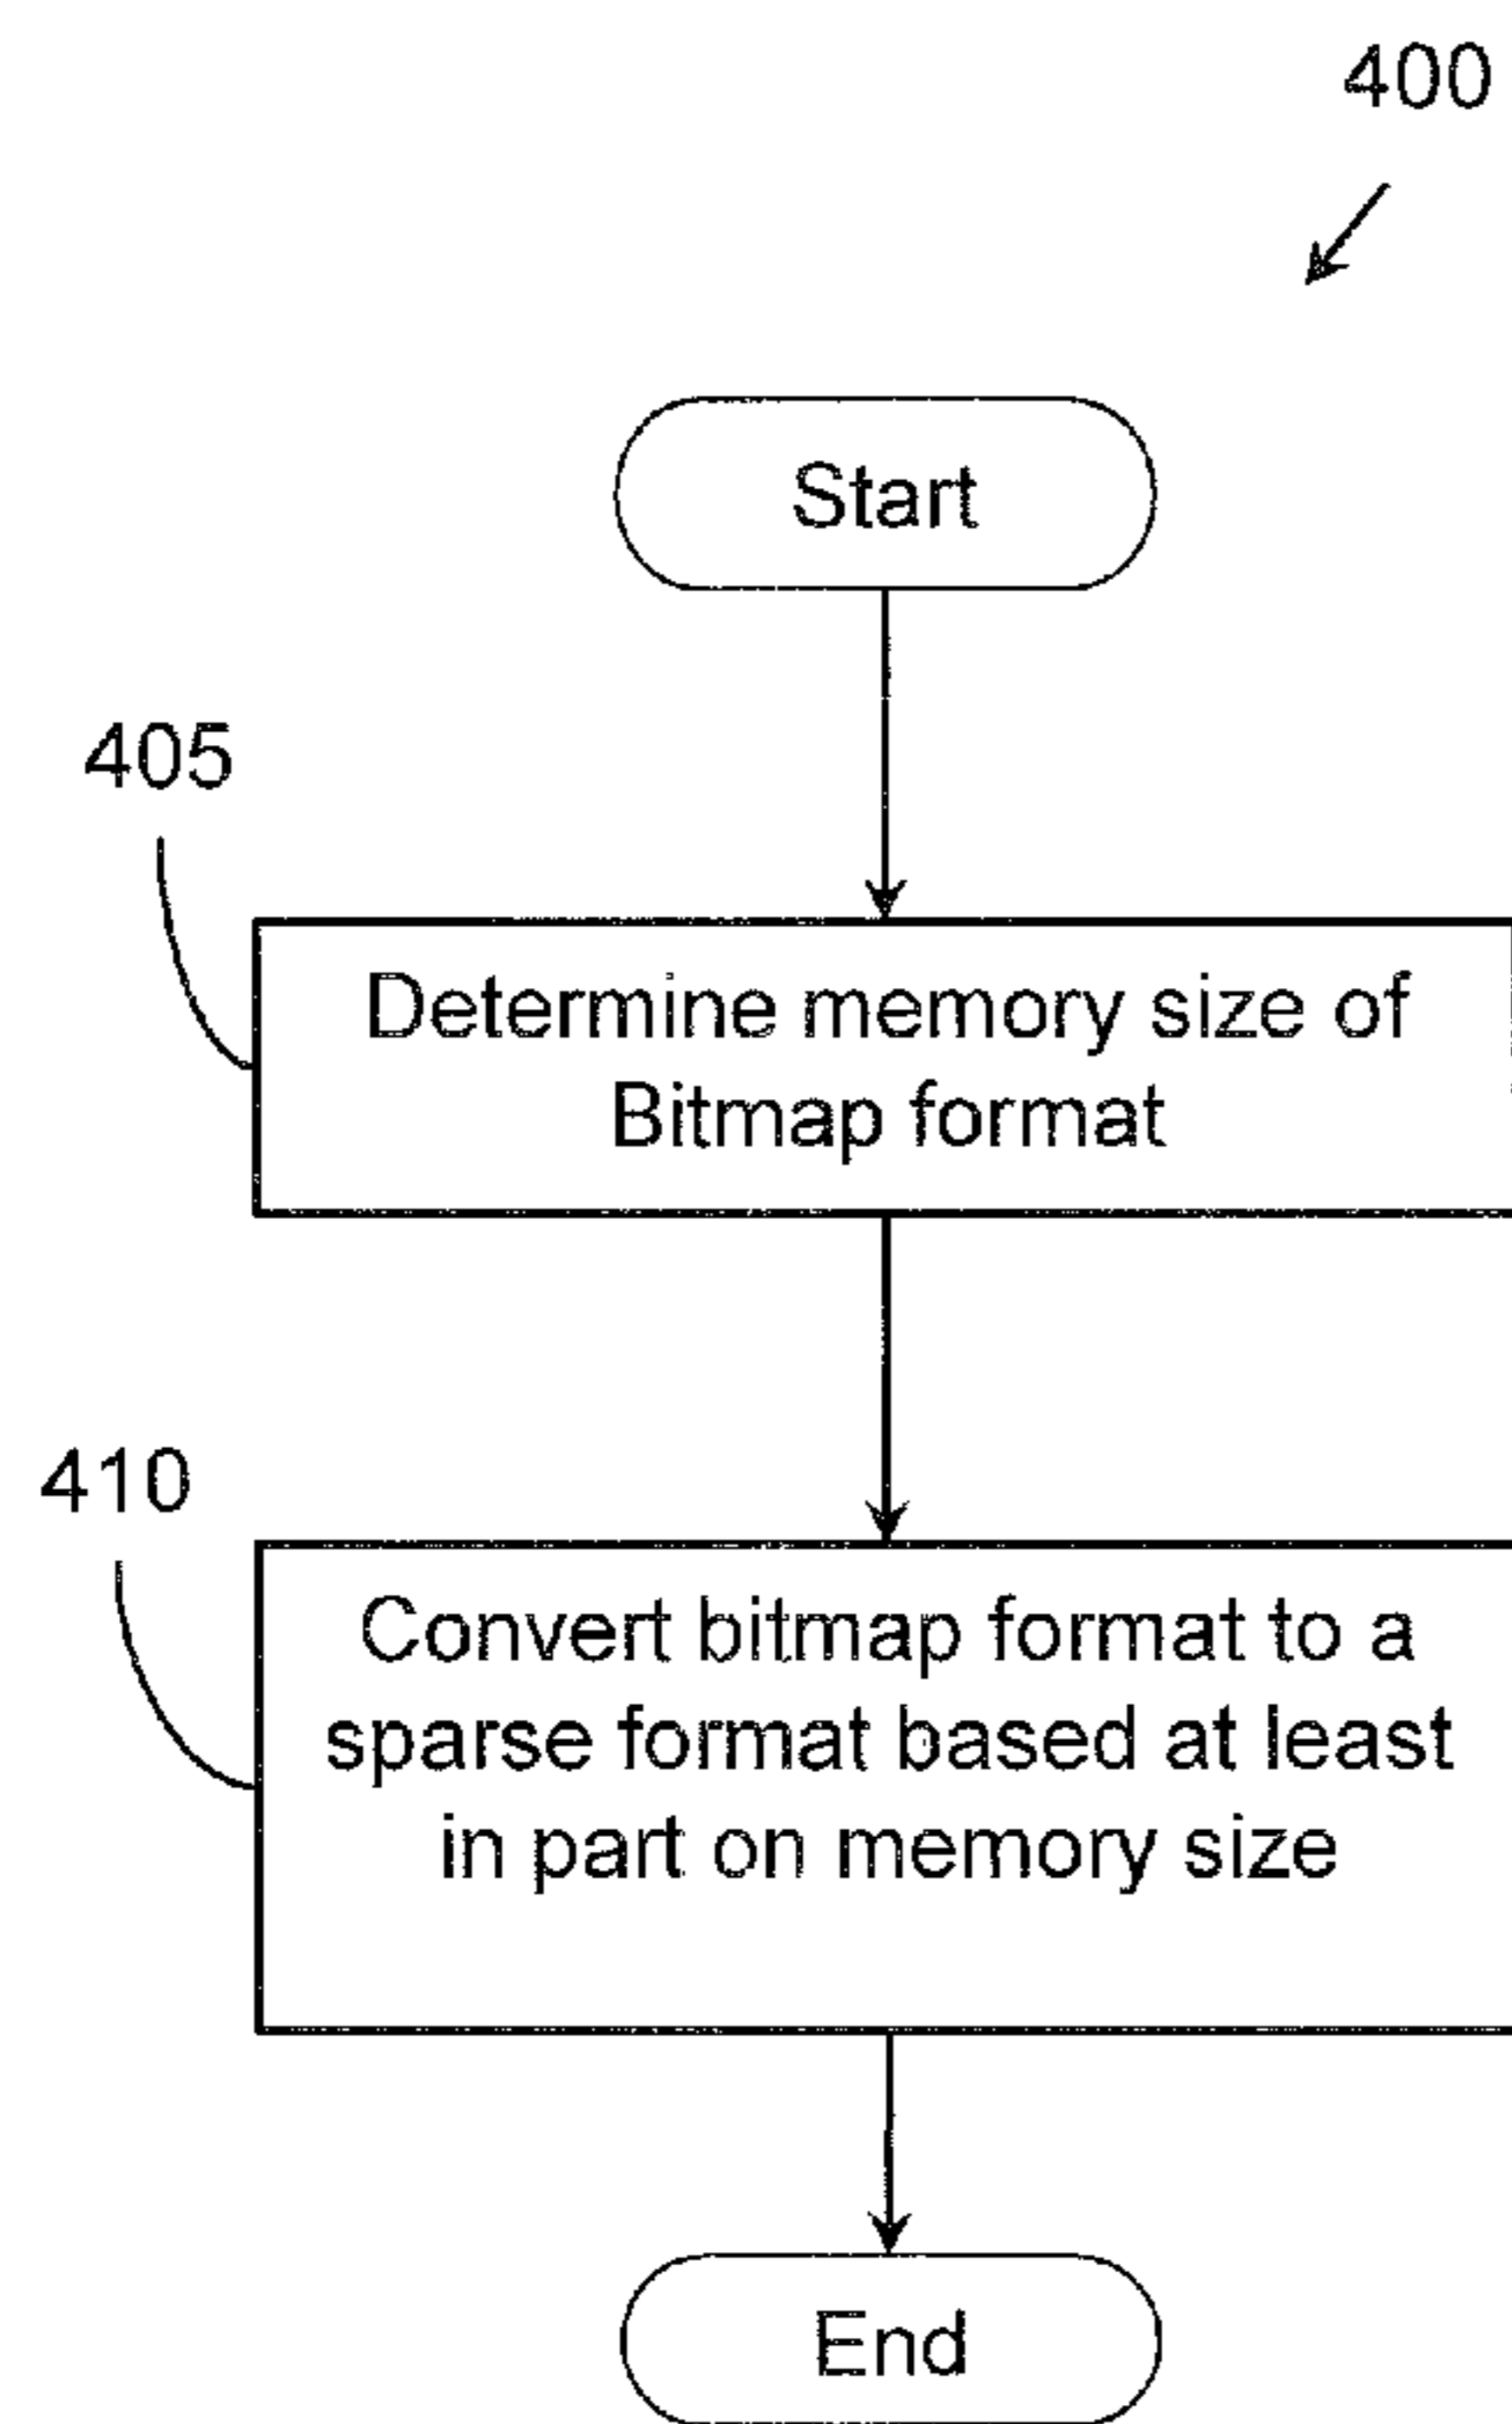 400
Start
405
Determine memory size of
Bitmap format
410
Convert bitmap format to a
sparse format based at least
in part on memory size
End